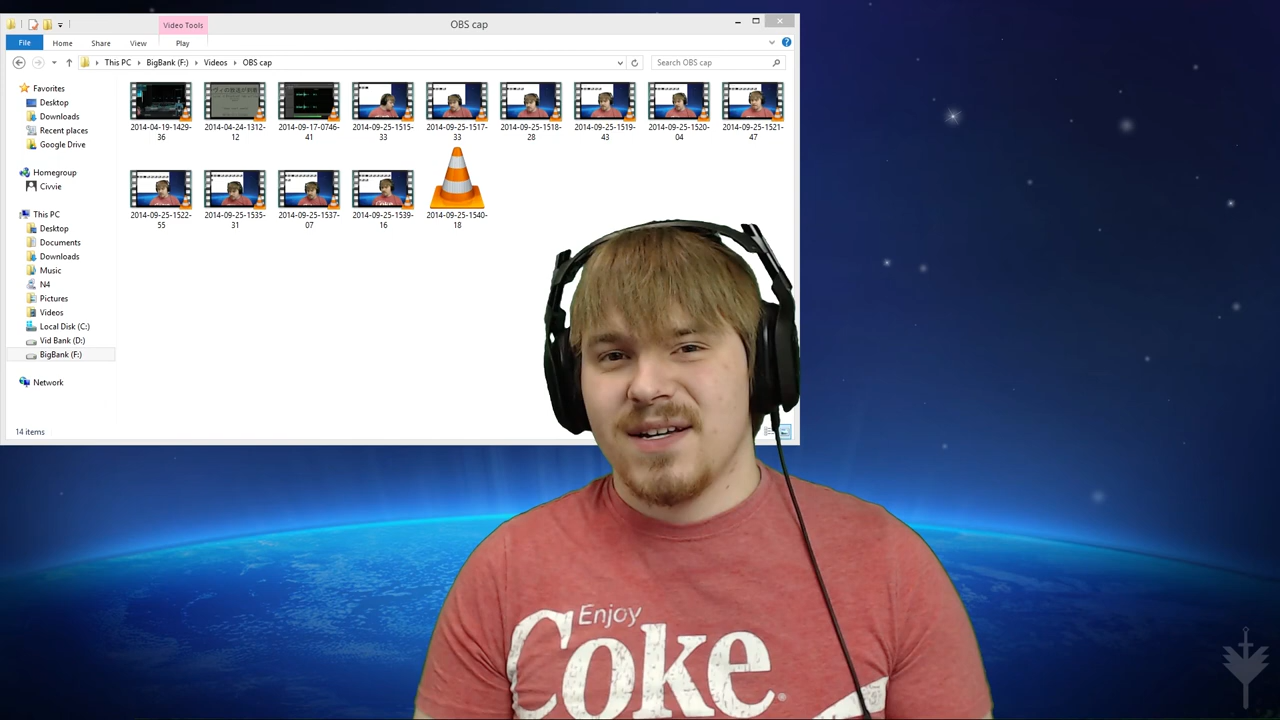 Video Tools
OBS cap
File
Home
Share
View
Play
This PC
BigBank (F:)
Videos
OBS cap
Search OBS cap
Favorites
Desktop
Downloads
Recent places
Google Drive
Homegroup
Civvie
This PC
Desktop
Documents
Downloads
Music
N4
Pictures
Videos
Local Disk (C:)
Vid Bank (D:)
BigBank (F:)
Network
2014-04-19-1429-
36
2014-04-24-1312-
12
2014-09-17-0746-
41
2014-09-25-1515-
33
2014-09-25-1517-
33
2014-09-25-1518-
28
2014-09-25-1519-
43
2014-09-25-1520-
04
2014-09-25-1521-
47
2014-09-25-1522-
55
2014-09-25-1535-
31
2014-09-25-1537-
07
2014-09-25-1539-
16
2014-09-25-1540-
18
14 items
Enjoy
Coke